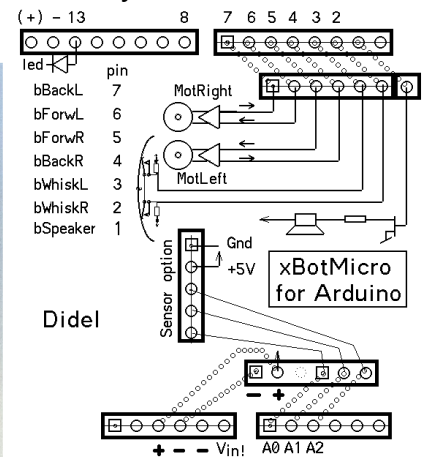 (+) - 13 8 7 6 5 4 3 2
led
pin
bBackL 7
bForwL 6
bForwR 5
bBackR 4
bWhiskL 3
bWhiskR 2
bSpeaker 1
MotRight
MotLeft
Sensor option
Gnd
+5V
xBotMicro
for Arduino
Didel
- +
+ - - Vin!
A0 A1 A2